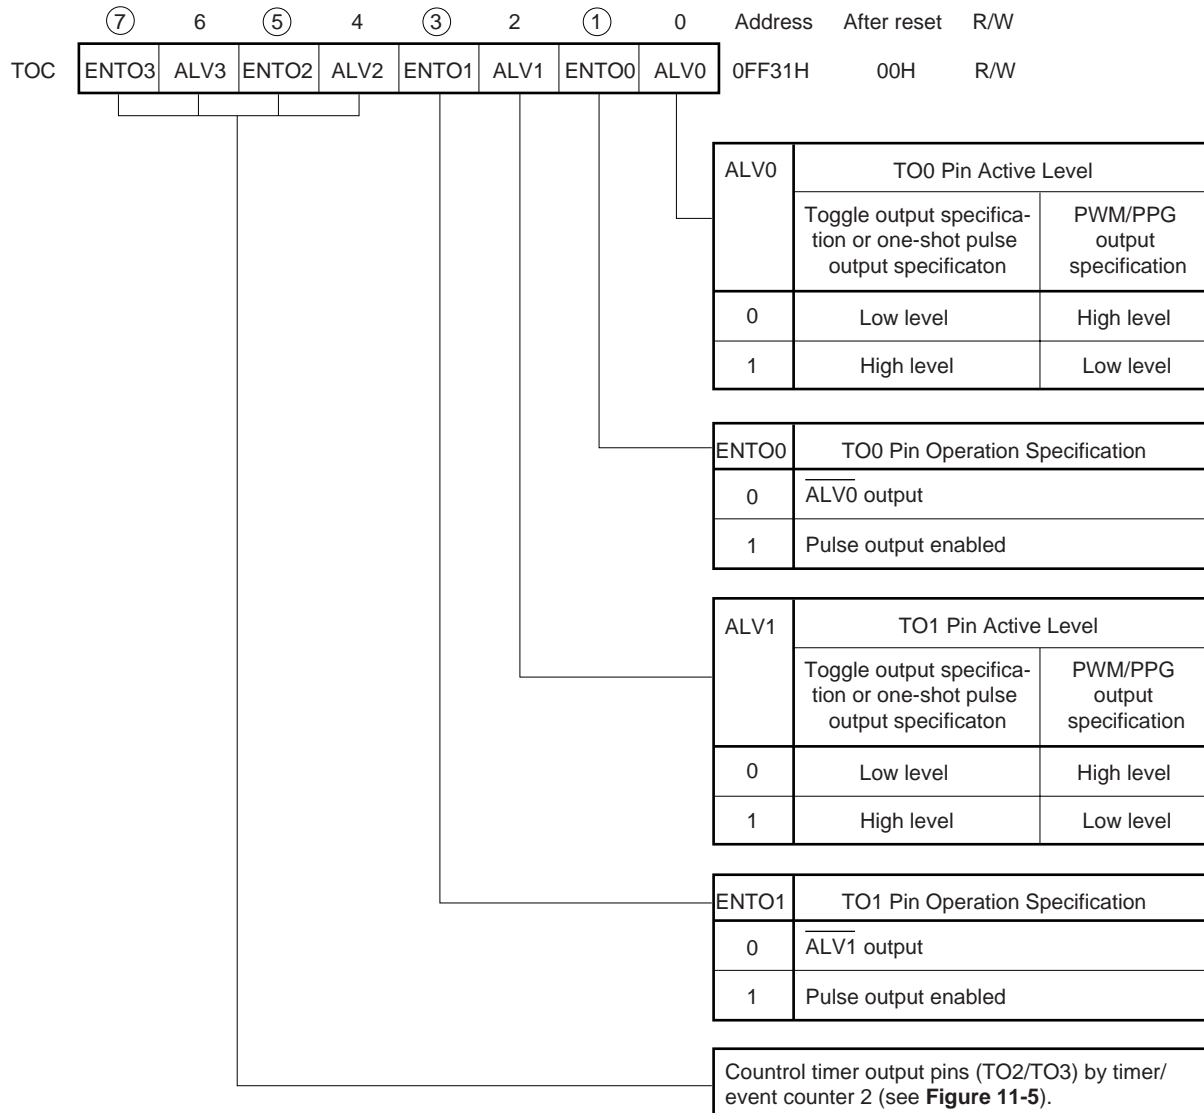 ⑦ 6 ⑤ 4 ③ 2 ① 0 Address After reset R/W
TOC ENTO3 ALV3 ENTO2 ALV2 ENTO1 ALV1 ENTO0 ALV0 0FF31H 00H R/W
ALV0 TO0 Pin Active Level
Toggle output specifica-
tion or one-shot pulse
output specificaton
PWM/PPG
output
specification
0 Low level High level
1 High level Low level
ENTO0 TO0 Pin Operation Specification
0 A̅L̅V̅0̅ output
1 Pulse output enabled
ALV1 TO1 Pin Active Level
Toggle output specifica-
tion or one-shot pulse
output specificaton
PWM/PPG
output
specification
0 Low level High level
1 High level Low level
ENTO1 TO1 Pin Operation Specification
0 A̅L̅V̅1̅ output
1 Pulse output enabled
Countrol timer output pins (TO2/TO3) by timer/
event counter 2 (see Figure 11-5).